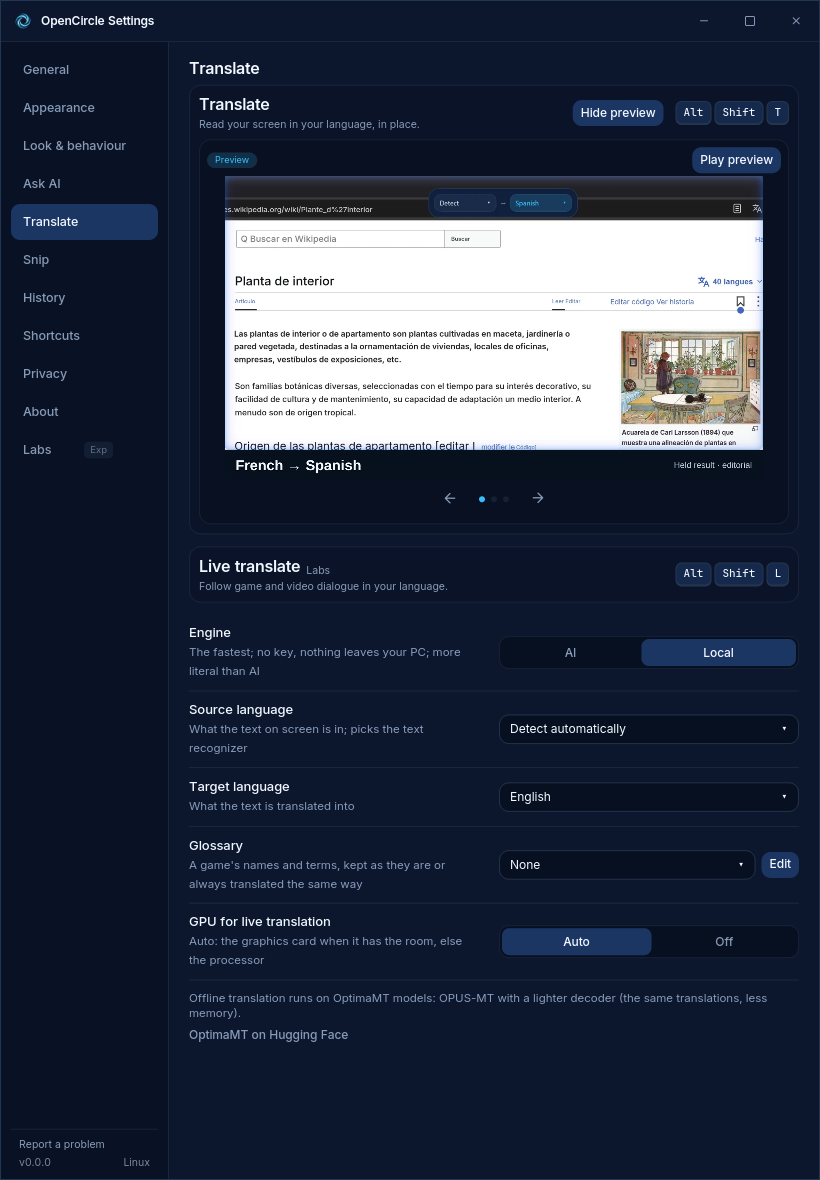 OpenCircle Settings
General
Appearance
Look & behaviour
Ask AI
Translate
Snip
History
Shortcuts
Privacy
About
Labs Exp
Report a problem
v0.0.0 Linux
Translate
Translate
Read your screen in your language, in place.
Hide preview Alt Shift T
Preview
Play preview
Detect → Spanish
es.wikipedia.org/wiki/Plante_d%27interior
Q Buscar en Wikipedia Buscar
Ha
Planta de interior
40 langues
Artículo Leer Editar Editar código Ver historia
Las plantas de interior o de apartamento son plantas cultivadas en maceta, jardinería o
pared vegetada, destinadas a la ornamentación de viviendas, locales de oficinas,
empresas, vestíbulos de exposiciones, etc.
Son familias botánicas diversas, seleccionadas con el tiempo para su interés decorativo, su
facilidad de cultura y de mantenimiento, su capacidad de adaptación un medio interior. A
menudo son de origen tropical.
Origen de las plantas de apartamento [editar | modifier le Código]
Acuarela de Carl Larsson (1894) que
muestra una alineación de plantas en
French → Spanish
Held result · editorial
Live translate Labs
Follow game and video dialogue in your language.
Alt Shift L
Engine
The fastest; no key, nothing leaves your PC; more
literal than AI
AI Local
Source language
What the text on screen is in; picks the text
recognizer
Detect automatically
Target language
What the text is translated into
English
Glossary
A game's names and terms, kept as they are or
always translated the same way
None Edit
GPU for live translation
Auto: the graphics card when it has the room, else
the processor
Auto Off
Offline translation runs on OptimaMT models: OPUS-MT with a lighter decoder (the same translations, less
memory).
OptimaMT on Hugging Face